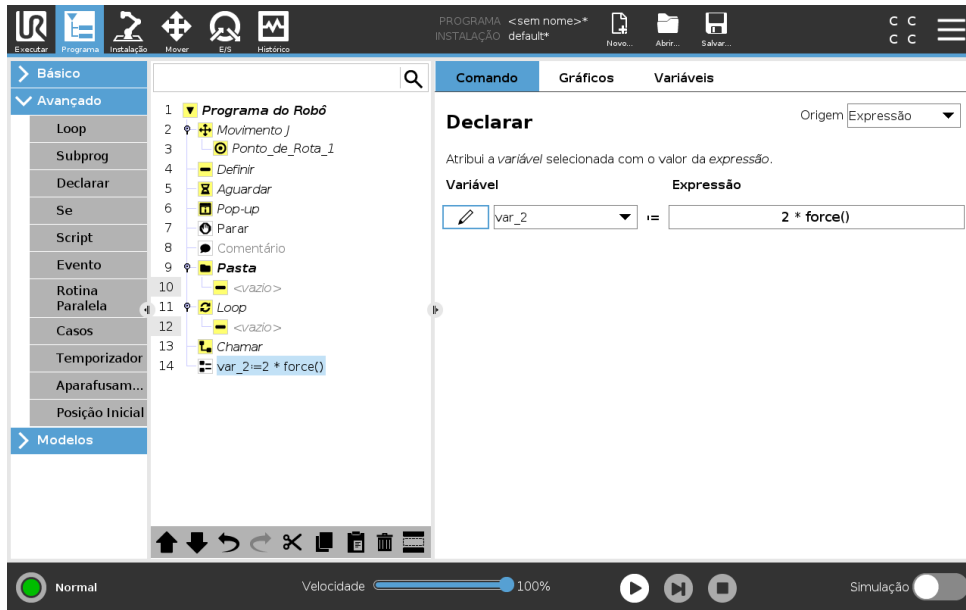 UR
PROGRAMA <sem nome>*
INSTALAÇÃO default*
Executar Programa Instalação Mover E/S Histórico Novo... Abrir... Salvar...
C C
C C
Básico
Avançado
Loop
Subprog
Declarar
Se
Script
Evento
Rotina
Paralela
Casos
Temporizador
Aparafusam...
Posição Inicial
Modelos
1 Programa do Robô
2 Movimento J
3 Ponto_de_Rota_1
4 Definir
5 Aguardar
6 Pop-up
7 Parar
8 Comentário
9 Pasta
10 <vazio>
11 Loop
12 <vazio>
13 Chamar
14 var_2:=2 * force()
Comando Gráficos Variáveis
Declarar
Origem Expressão
Atribui a variável selecionada com o valor da expressão.
Variável Expressão
var_2 := 2 * force()
Normal Velocidade 100% Simulação